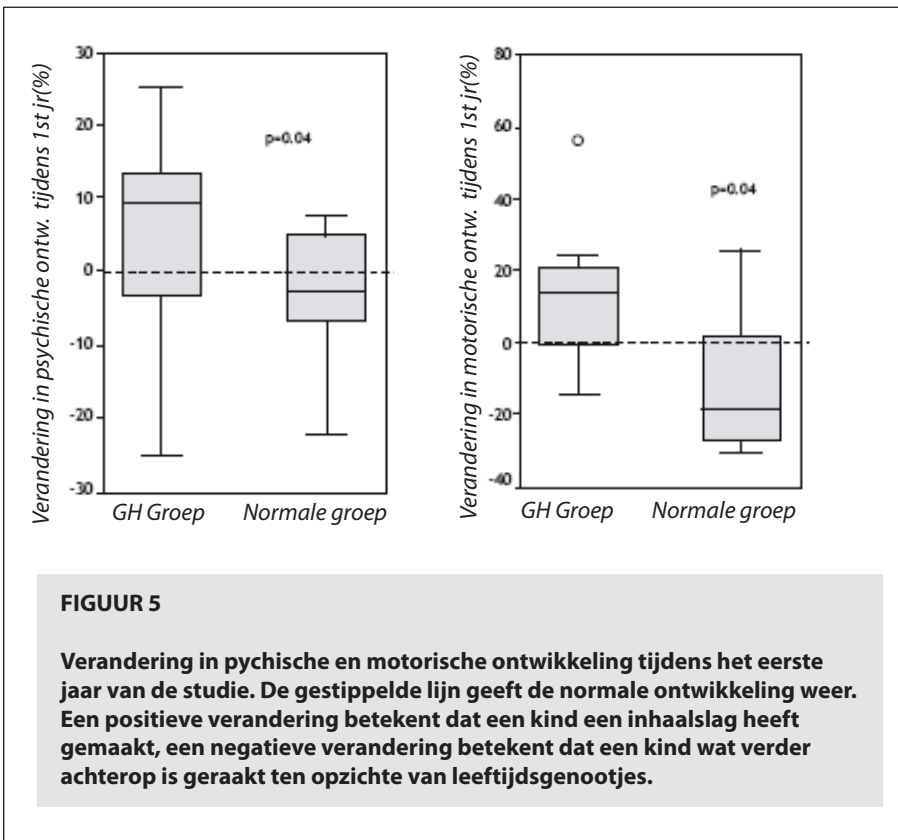 Verandering in psychische ontw. tijdens 1st jr(%)
30
20
10
0
-10
-20
-30
p=0.04
GH Groep Normale groep
Verandering in motorische ontw. tijdens 1st jr(%)
80
60
40
20
0
-20
-40
p=0.04
GH Groep Normale groep
FIGUUR 5
Verandering in pychische en motorische ontwikkeling tijdens het eerste
jaar van de studie. De gestippelde lijn geeft de normale ontwikkeling weer.
Een positieve verandering betekent dat een kind een inhaalslag heeft
gemaakt, een negatieve verandering betekent dat een kind wat verder
achterop is geraakt ten opzichte van leeftijdsgenootjes.